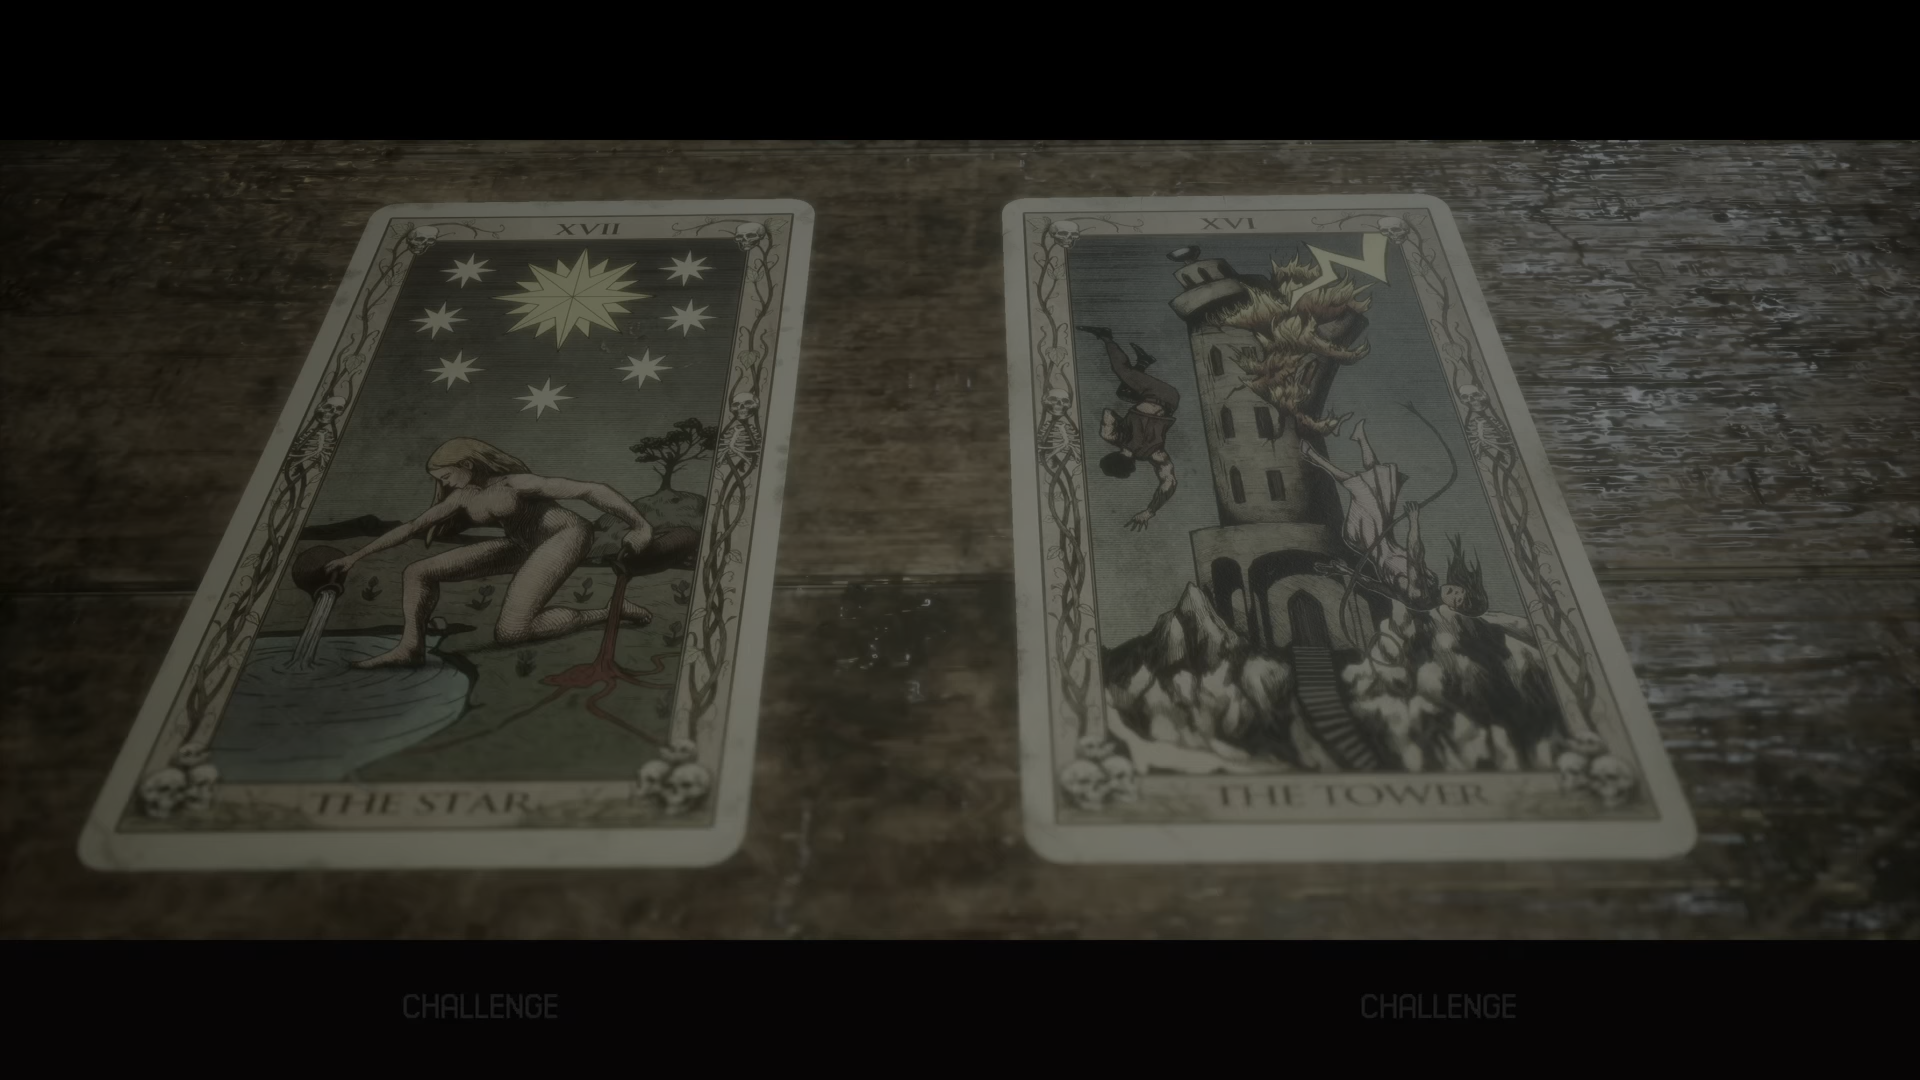 XVII
THE STAR
XVI
THE TOWER
CHALLENGE
CHALLENGE